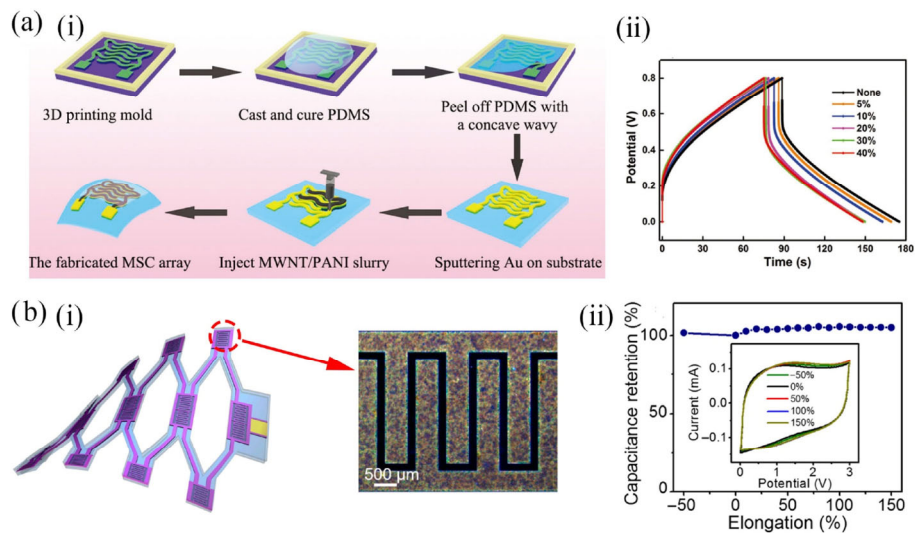 (a)
(i)
3D printing mold
Cast and cure PDMS
Peel off PDMS with
a concave wavy
The fabricated MSC array
Inject MWNT/PANI slurry
Sputtering Au on substrate
(ii)
Potential (V)
0.8
0.6
0.4
0.2
0.0
None
5%
10%
20%
30%
40%
0
30
60
90
120
150
180
Time (s)
(b)
(i)
500 µm
(ii)
Capacitance retention (%)
100
50
0
Current (mA)
0.1
0.0
−0.1
−50%
0%
50%
100%
150%
0
1
2
3
Potential (V)
−50
0
50
100
150
Elongation (%)